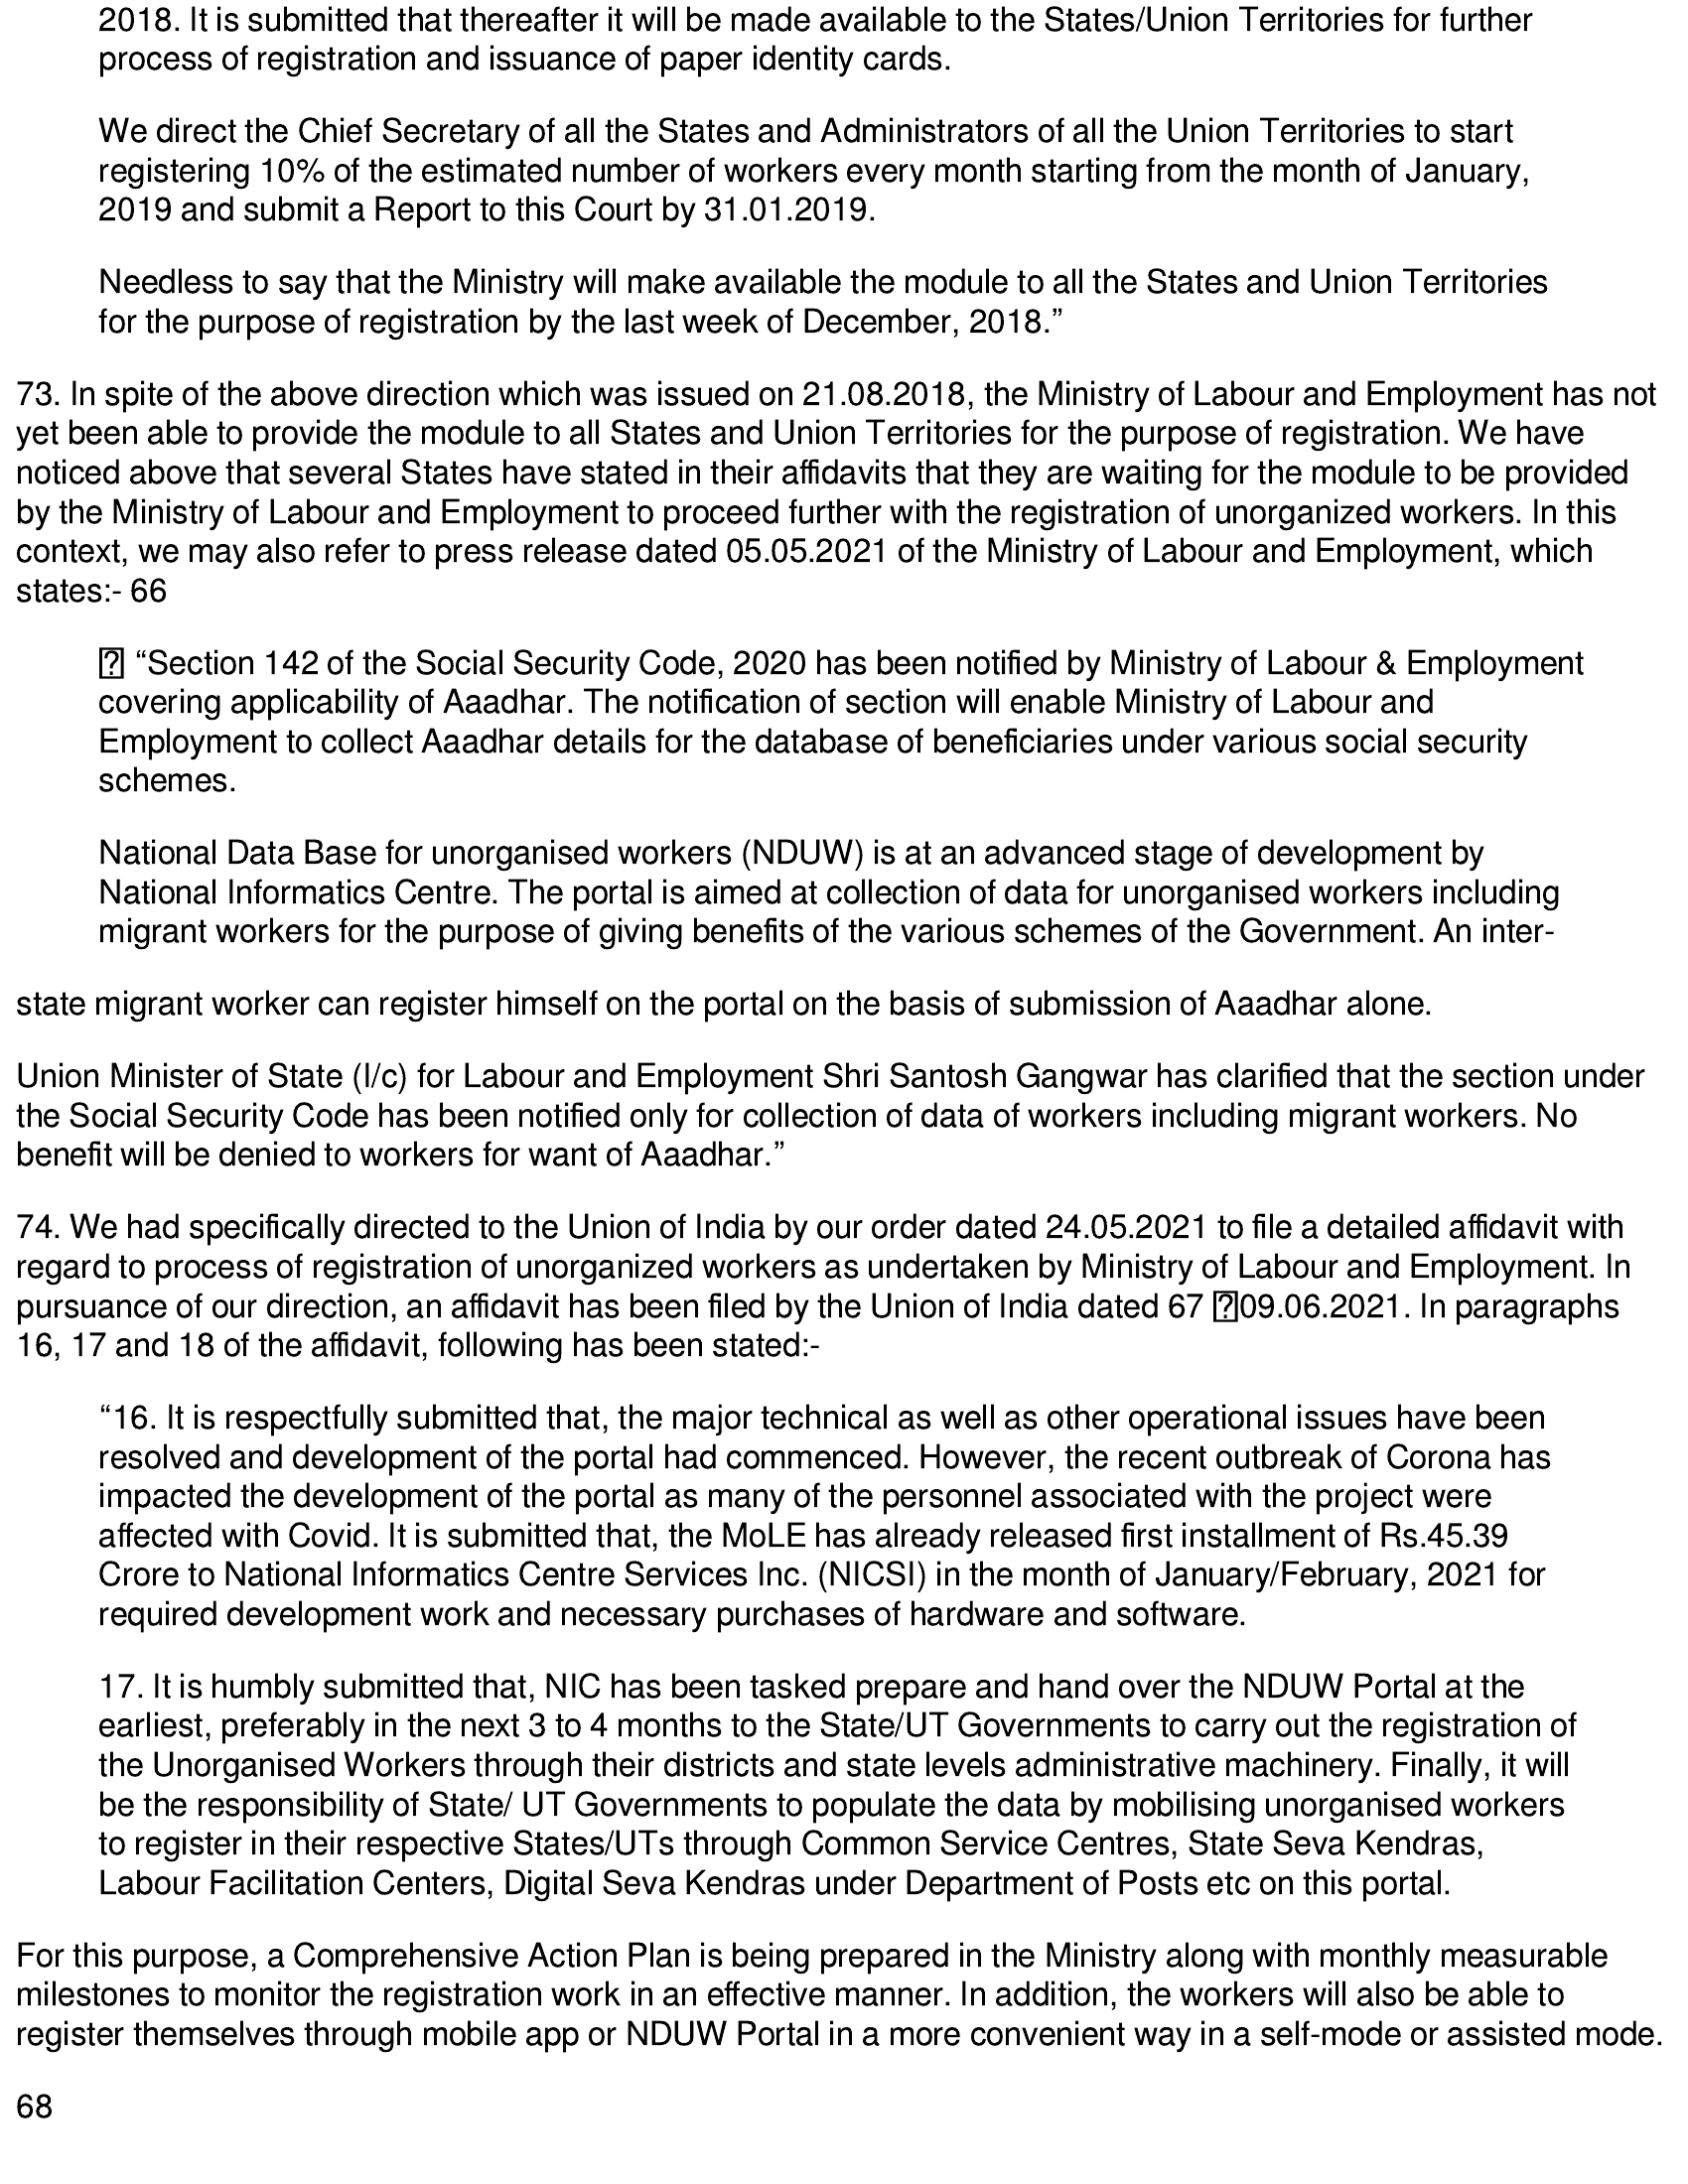 2018. It is submitted that thereafter it will be made available to the States/Union Territories for further
process of registration and issuance of paper identity cards.
We direct the Chief Secretary of all the States and Administrators of all the Union Territories to start
registering 10% of the estimated number of workers every month starting from the month of January,
2019 and submit a Report to this Court by 31.01.2019.
Needless to say that the Ministry will make available the module to all the States and Union Territories
for the purpose of registration by the last week of December, 2018.”
73. In spite of the above direction which was issued on 21.08.2018, the Ministry of Labour and Employment has not
yet been able to provide the module to all States and Union Territories for the purpose of registration. We have
noticed above that several States have stated in their affidavits that they are waiting for the module to be provided
by the Ministry of Labour and Employment to proceed further with the registration of unorganized workers. In this
context, we may also refer to press release dated 05.05.2021 of the Ministry of Labour and Employment, which
states:- 66
⍰ “Section 142 of the Social Security Code, 2020 has been notified by Ministry of Labour & Employment
covering applicability of Aaadhar. The notification of section will enable Ministry of Labour and
Employment to collect Aaadhar details for the database of beneficiaries under various social security
schemes.
National Data Base for unorganised workers (NDUW) is at an advanced stage of development by
National Informatics Centre. The portal is aimed at collection of data for unorganised workers including
migrant workers for the purpose of giving benefits of the various schemes of the Government. An inter-
state migrant worker can register himself on the portal on the basis of submission of Aaadhar alone.
Union Minister of State (I/c) for Labour and Employment Shri Santosh Gangwar has clarified that the section under
the Social Security Code has been notified only for collection of data of workers including migrant workers. No
benefit will be denied to workers for want of Aaadhar.”
74. We had specifically directed to the Union of India by our order dated 24.05.2021 to file a detailed affidavit with
regard to process of registration of unorganized workers as undertaken by Ministry of Labour and Employment. In
pursuance of our direction, an affidavit has been filed by the Union of India dated 67 ⍰09.06.2021. In paragraphs
16, 17 and 18 of the affidavit, following has been stated:-
“16. It is respectfully submitted that, the major technical as well as other operational issues have been
resolved and development of the portal had commenced. However, the recent outbreak of Corona has
impacted the development of the portal as many of the personnel associated with the project were
affected with Covid. It is submitted that, the MoLE has already released first installment of Rs.45.39
Crore to National Informatics Centre Services Inc. (NICSI) in the month of January/February, 2021 for
required development work and necessary purchases of hardware and software.
17. It is humbly submitted that, NIC has been tasked prepare and hand over the NDUW Portal at the
earliest, preferably in the next 3 to 4 months to the State/UT Governments to carry out the registration of
the Unorganised Workers through their districts and state levels administrative machinery. Finally, it will
be the responsibility of State/ UT Governments to populate the data by mobilising unorganised workers
to register in their respective States/UTs through Common Service Centres, State Seva Kendras,
Labour Facilitation Centers, Digital Seva Kendras under Department of Posts etc on this portal.
For this purpose, a Comprehensive Action Plan is being prepared in the Ministry along with monthly measurable
milestones to monitor the registration work in an effective manner. In addition, the workers will also be able to
register themselves through mobile app or NDUW Portal in a more convenient way in a self-mode or assisted mode.
68